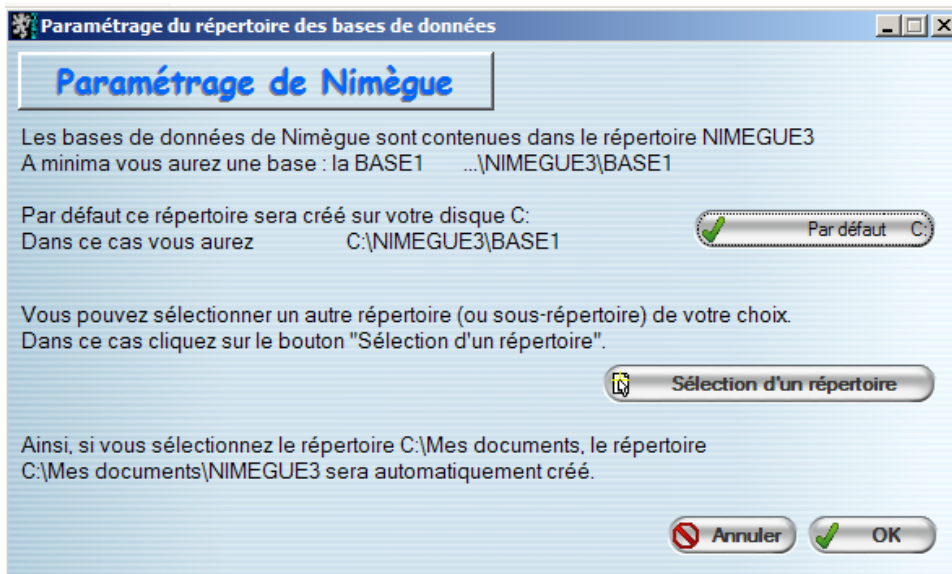 Paramétrage du répertoire des bases de données
Paramétrage de Nimègue
Les bases de données de Nimègue sont contenues dans le répertoire NIMEGUE3
A minima vous aurez une base : la BASE1 ...\NIMEGUE3\BASE1
Par défaut ce répertoire sera créé sur votre disque C:
Dans ce cas vous aurez C:\NIMEGUE3\BASE1
Par défaut C:
Vous pouvez sélectionner un autre répertoire (ou sous-répertoire) de votre choix.
Dans ce cas cliquez sur le bouton "Sélection d'un répertoire".
Sélection d'un répertoire
Ainsi, si vous sélectionnez le répertoire C:\Mes documents, le répertoire
C:\Mes documents\NIMEGUE3 sera automatiquement créé.
Annuler OK